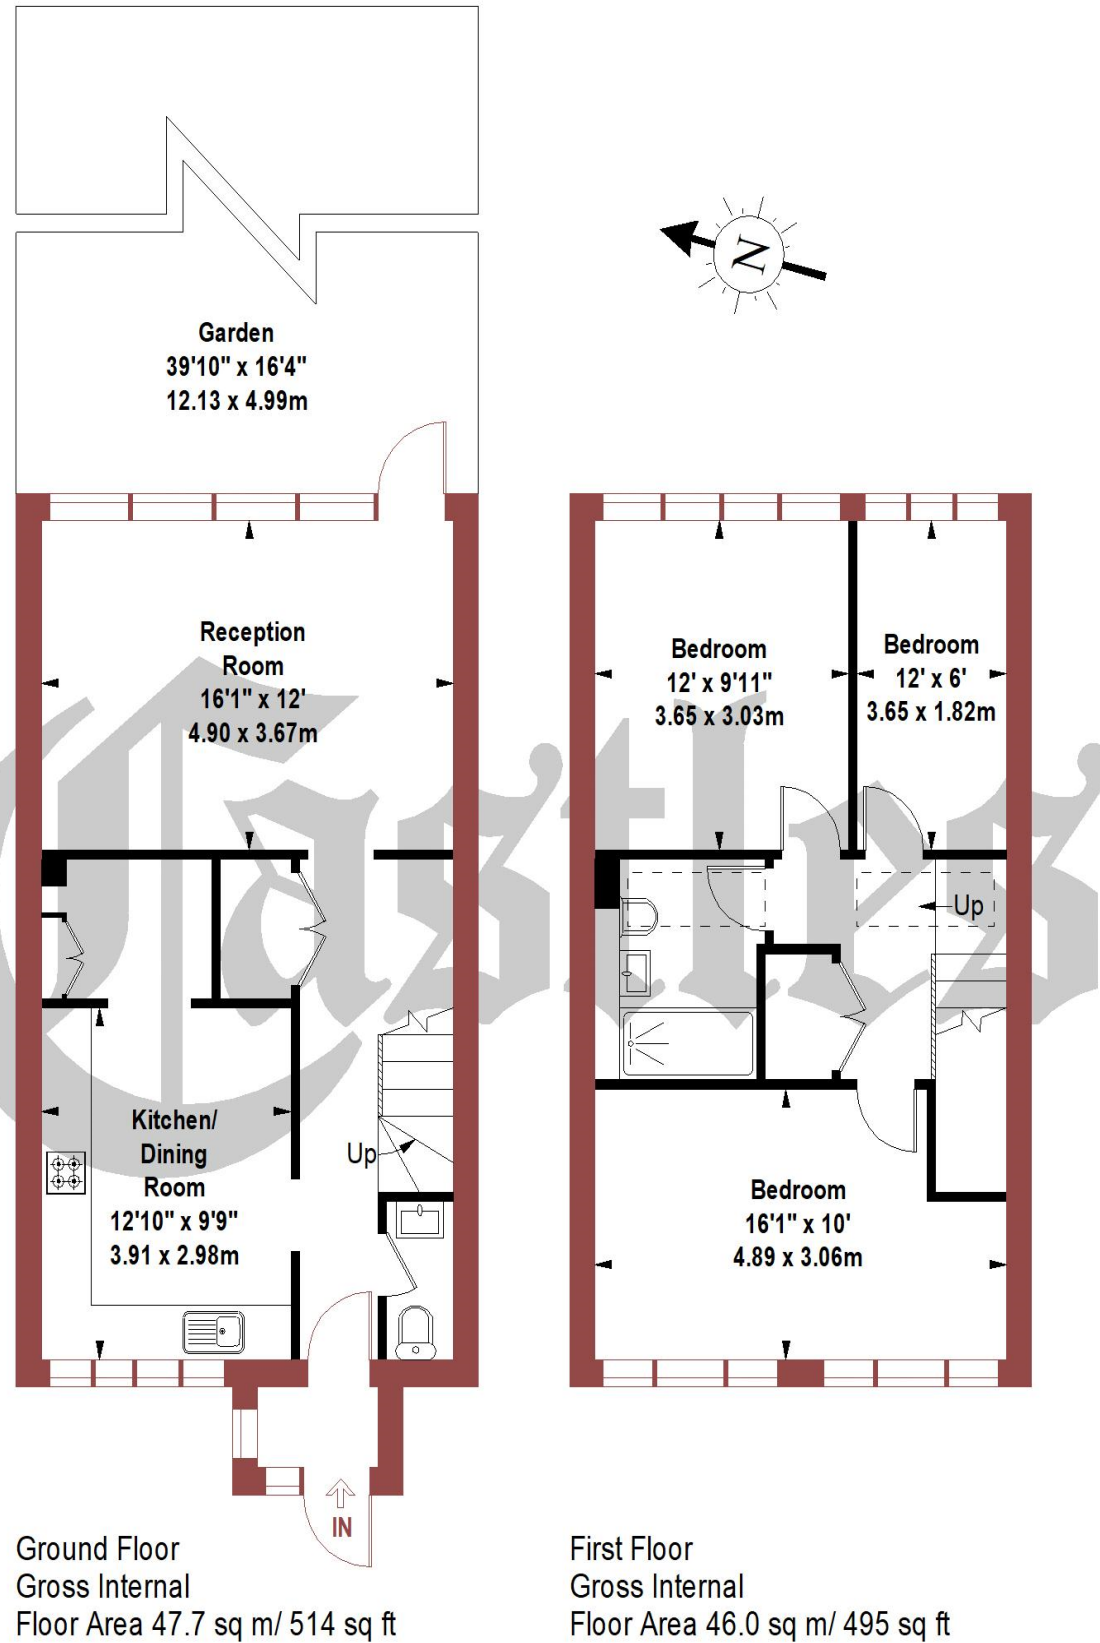 N
Garden
39'10" x 16'4"
12.13 x 4.99m
Reception
Room
16'1" x 12'
4.90 x 3.67m
Bedroom
12' x 9'11"
3.65 x 3.03m
Bedroom
12' x 6'
3.65 x 1.82m
Castles
Up
Kitchen/
Dining
Room
12'10" x 9'9"
3.91 x 2.98m
Up
Bedroom
16'1" x 10'
4.89 x 3.06m
IN
Ground Floor
Gross Internal
Floor Area 47.7 sq m/ 514 sq ft
First Floor
Gross Internal
Floor Area 46.0 sq m/ 495 sq ft